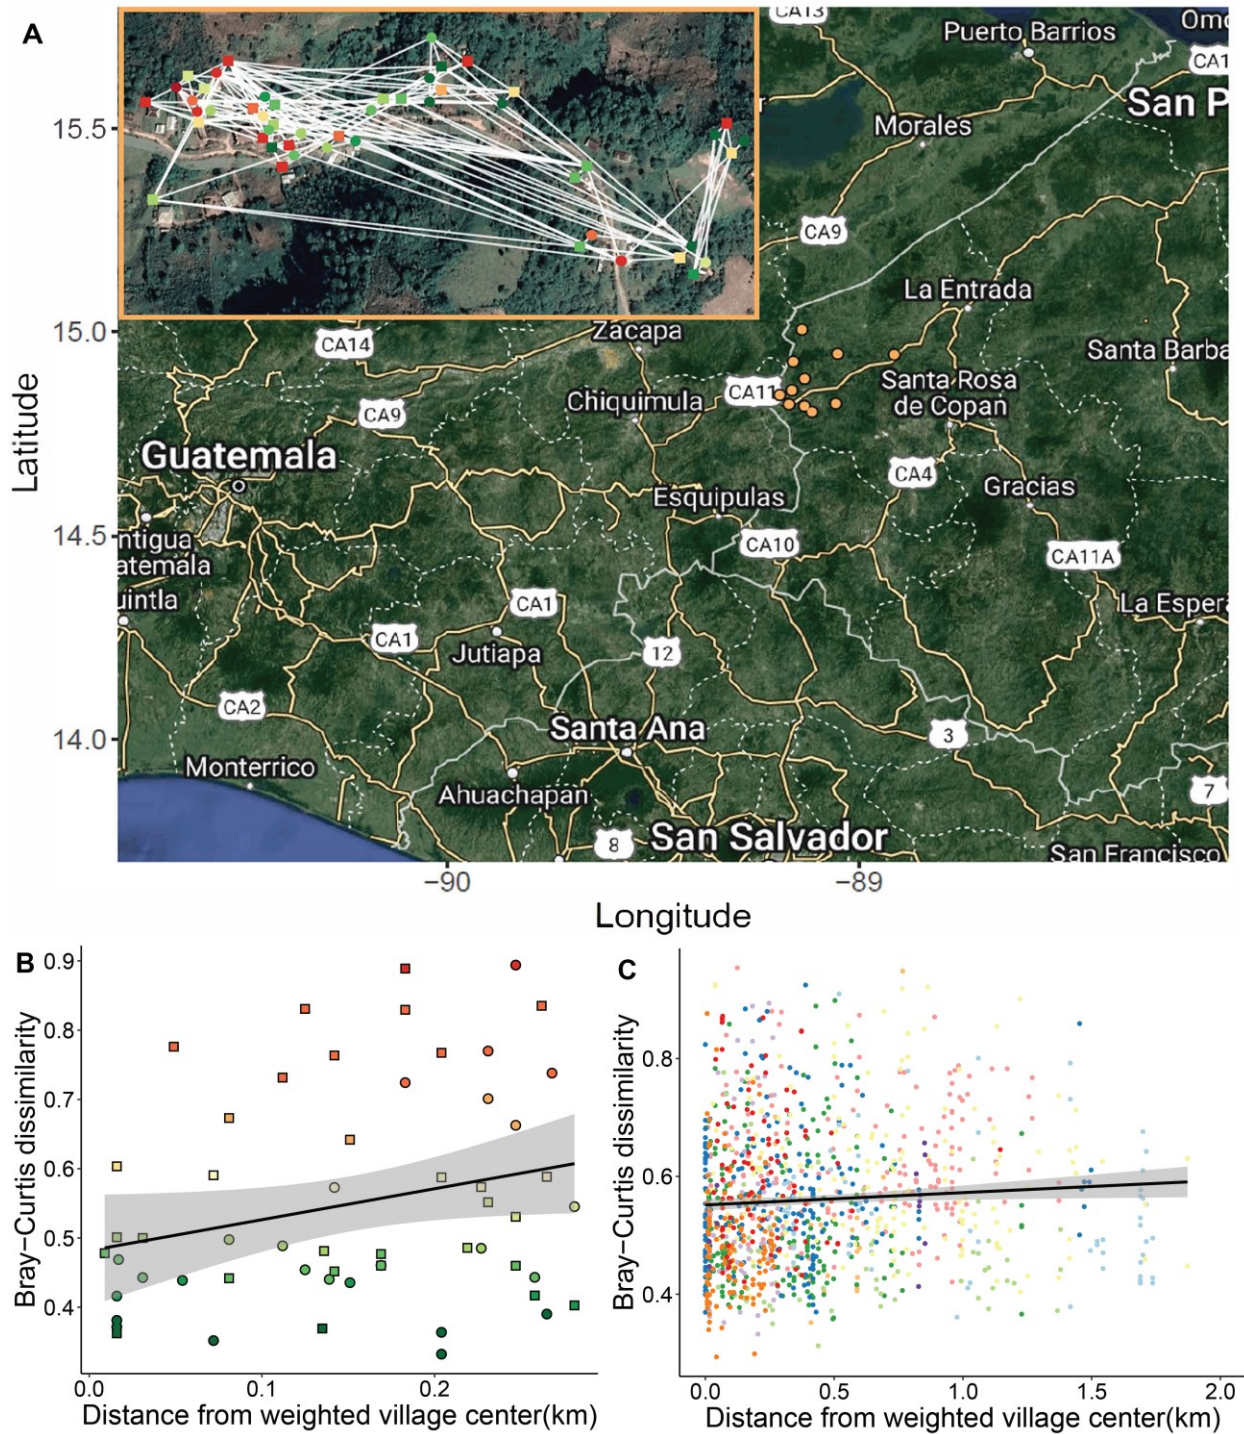 A
CA13
Puerto Barrios
Omo
CA1
San P
Morales
15.5
CA9
La Entrada
15.0
Zacapa
CA14
Santa Barba
Santa Rosa
de Copan
CA11
Chiquimula
CA9
Latitude
Guatemala
CA4
Gracias
Esquipulas
14.5
ntigua
CA10
CA11A
atemala
uintla
CA1
La Espera
CA1
12
Jutiapa
CA2
Santa Ana
3
14.0
Monterrico
7
Ahuachapan
8
San Salvador
San Francisco
−90
−89
Longitude
B
0.9
0.8
0.7
0.6
0.5
0.4
Bray−Curtis dissimilarity
0.0
0.1
0.2
Distance from weighted village center(km)
C
0.8
0.6
0.4
Bray−Curtis dissimilarity
0.0
0.5
1.0
1.5
2.0
Distance from weighted village center(km)